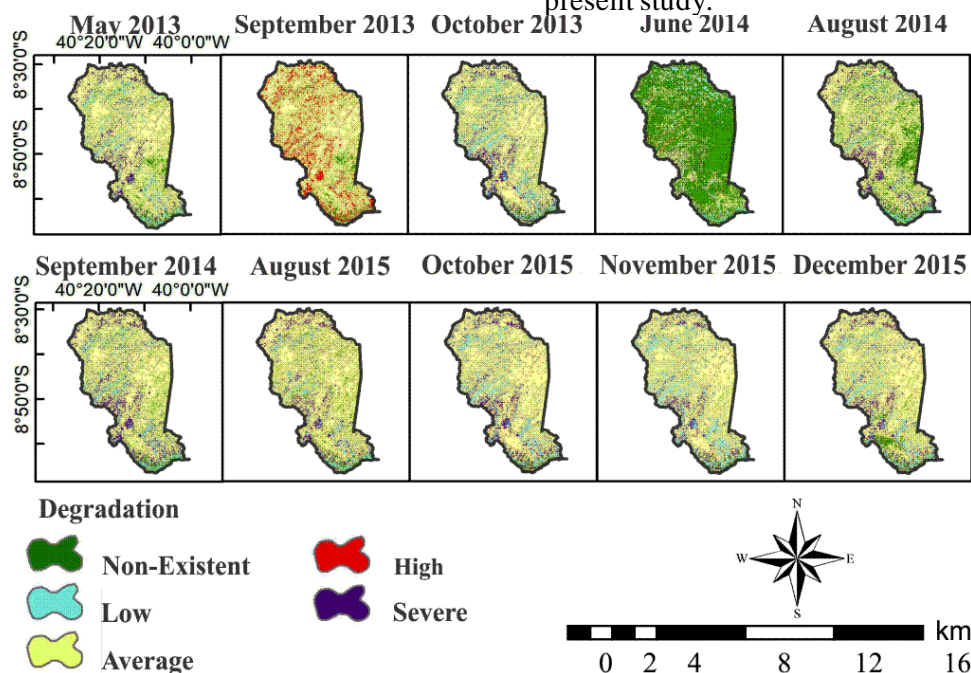 present study.
May 2013 September 2013 October 2013 June 2014 August 2014
40°20'0"W 40°0'0"W
8°30'0"S
8°50'0"S
September 2014 August 2015 October 2015 November 2015 December 2015
40°20'0"W 40°0'0"W
8°30'0"S
8°50'0"S
Degradation
Non-Existent
Low
Average
High
Severe
N
W E
S
km
0 2 4 8 12 16